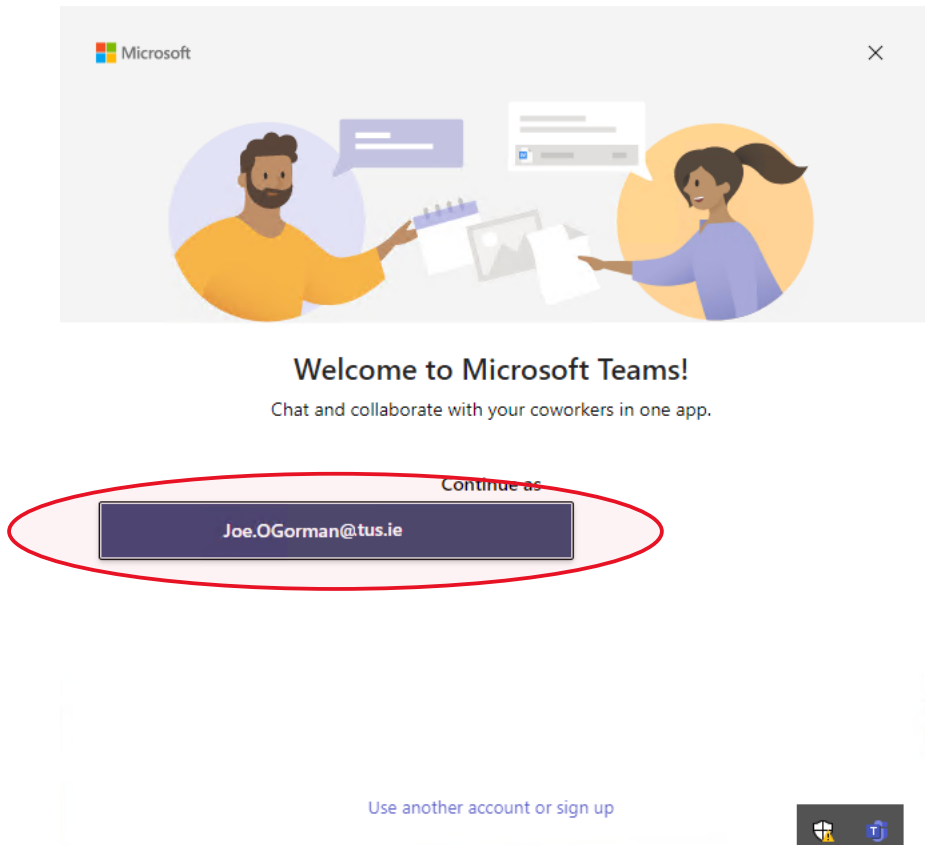 Microsoft
Welcome to Microsoft Teams!
Chat and collaborate with your coworkers in one app.
Continue as
Joe.OGorman@tus.ie
Use another account or sign up